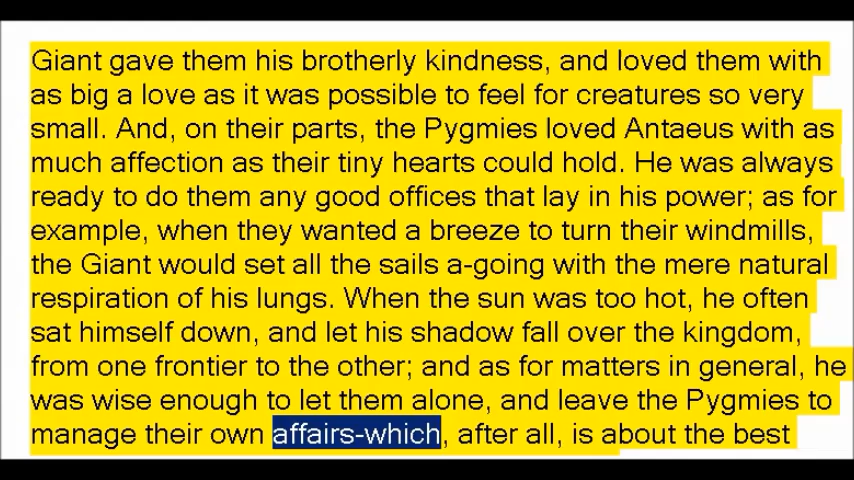 Giant gave them his brotherly kindness, and loved them with
as big a love as it was possible to feel for creatures so very
small. And, on their parts, the Pygmies loved Antaeus with as
much affection as their tiny hearts could hold. He was always
ready to do them any good offices that lay in his power; as for
example, when they wanted a breeze to turn their windmills,
the Giant would set all the sails a-going with the mere natural
respiration of his lungs. When the sun was too hot, he often
sat himself down, and let his shadow fall over the kingdom,
from one frontier to the other; and as for matters in general, he
was wise enough to let them alone, and leave the Pygmies to
manage their own affairs-which, after all, is about the best